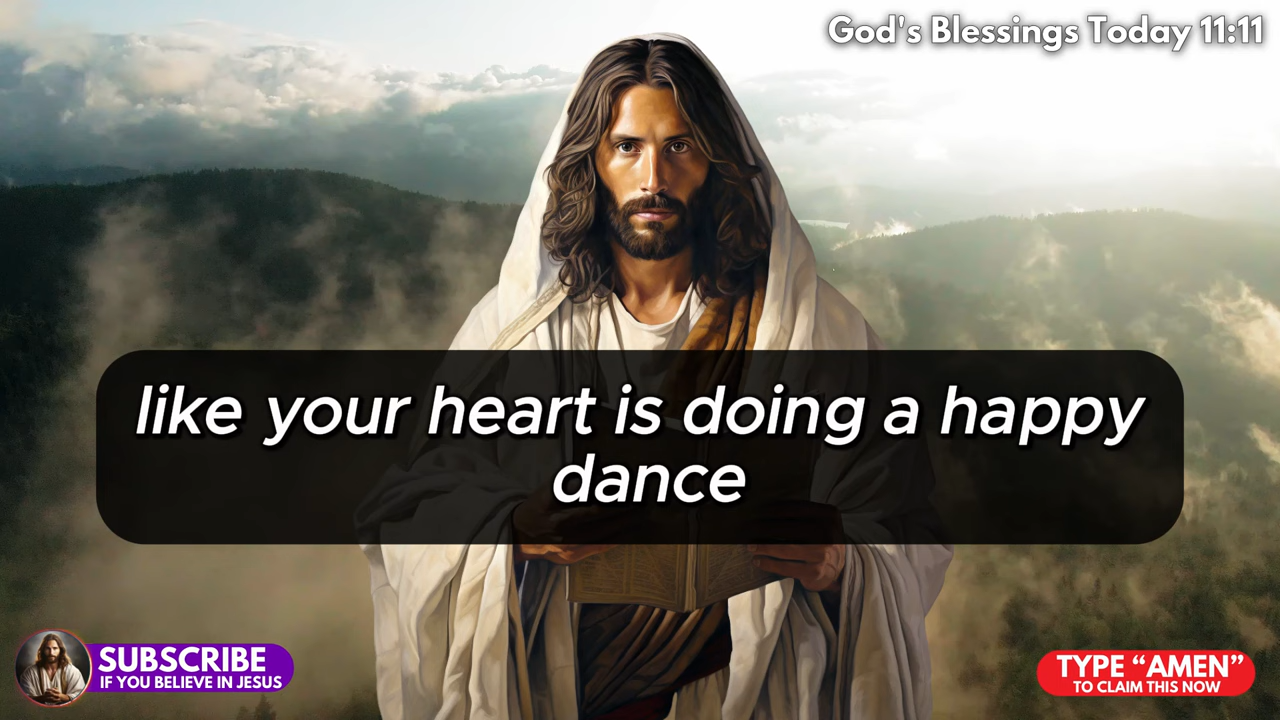 God's Blessings Today 11:11
like your heart is doing a happy
dance
SUBSCRIBE
IF YOU BELIEVE IN JESUS
TYPE “AMEN”
TO CLAIM THIS NOW